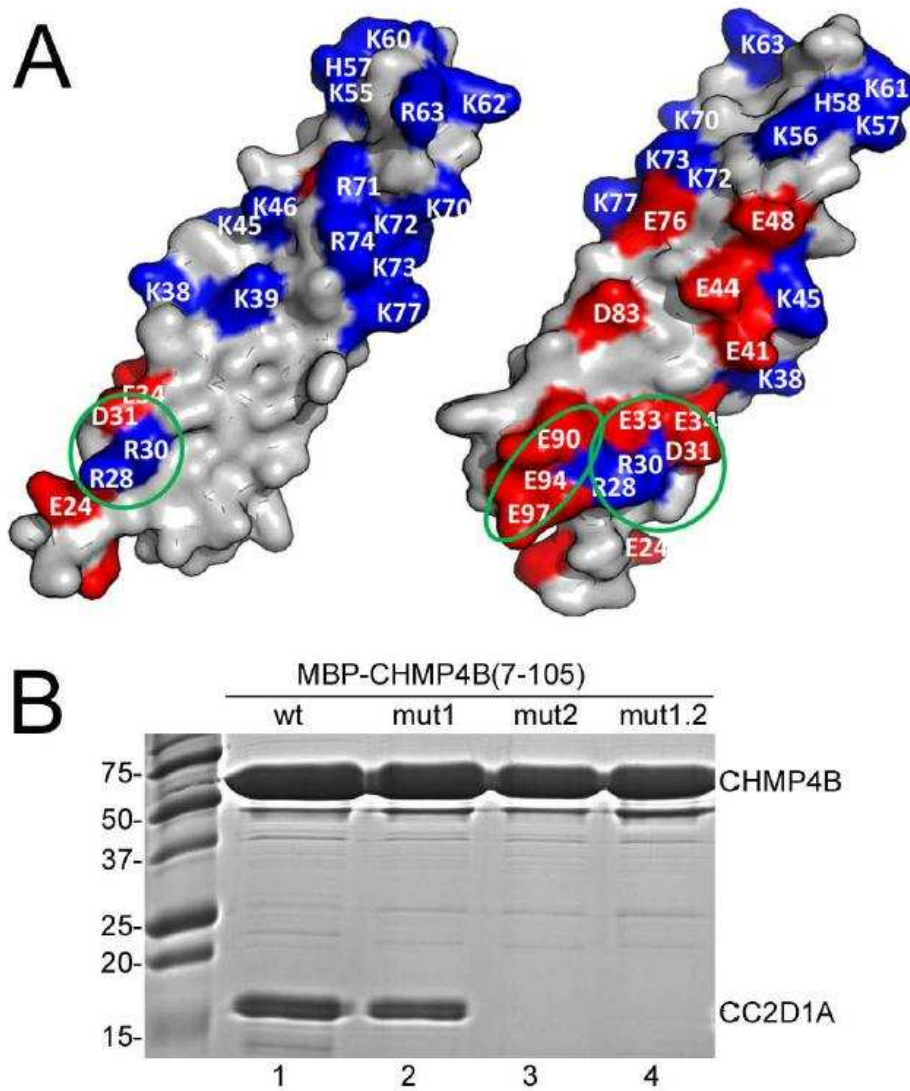 A
K60
H57
K55
R63
K62
R71
K46
K45
K72
K70
R74
K73
K38
K39
K77
E34
D31
R30
R28
E24
K63
K61
H58
K70
K56
K57
K73
K72
K77
E76
E48
E44
K45
D83
E41
K38
E33
E34
E90
R30
D31
E94
R28
E97
E24
B
MBP-CHMP4B(7-105)
wt mut1 mut2 mut1.2
75-
CHMP4B
50-
37-
25-
20-
CC2D1A
15-
1 2 3 4